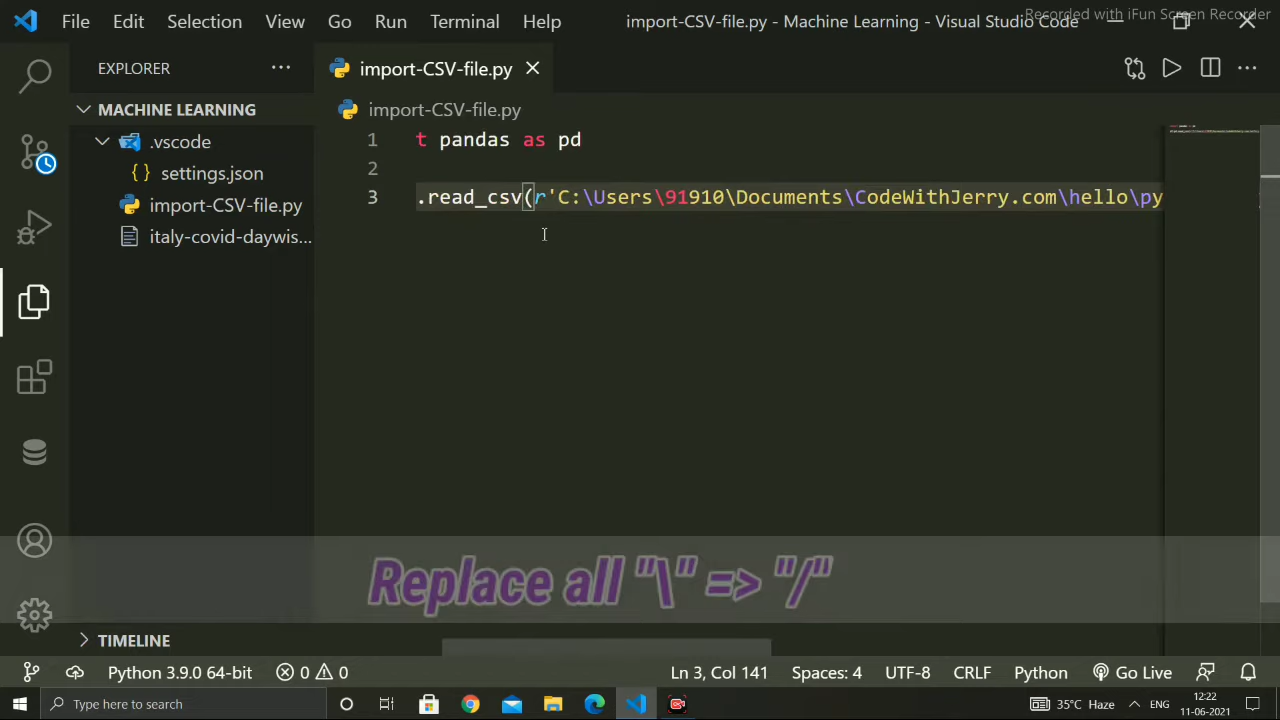 File Edit Selection View Go Run Terminal Help import-CSV-file.py - Machine Learning - Visual Studio Code
Recorded with iFun Screen Recorder
EXPLORER ...
import-CSV-file.py
MACHINE LEARNING
import-CSV-file.py
.vscode
1 t pandas as pd
{ } settings.json
2
import-CSV-file.py
3 .read_csv(r'C:\Users\91910\Documents\CodeWithJerry.com\hello\py
italy-covid-daywis...
Replace all "\" => "/"
TIMELINE
Python 3.9.0 64-bit 0 0 Ln 3, Col 141 Spaces: 4 UTF-8 CRLF Python Go Live
Type here to search
35°C Haze ENG
12:22
11-06-2021